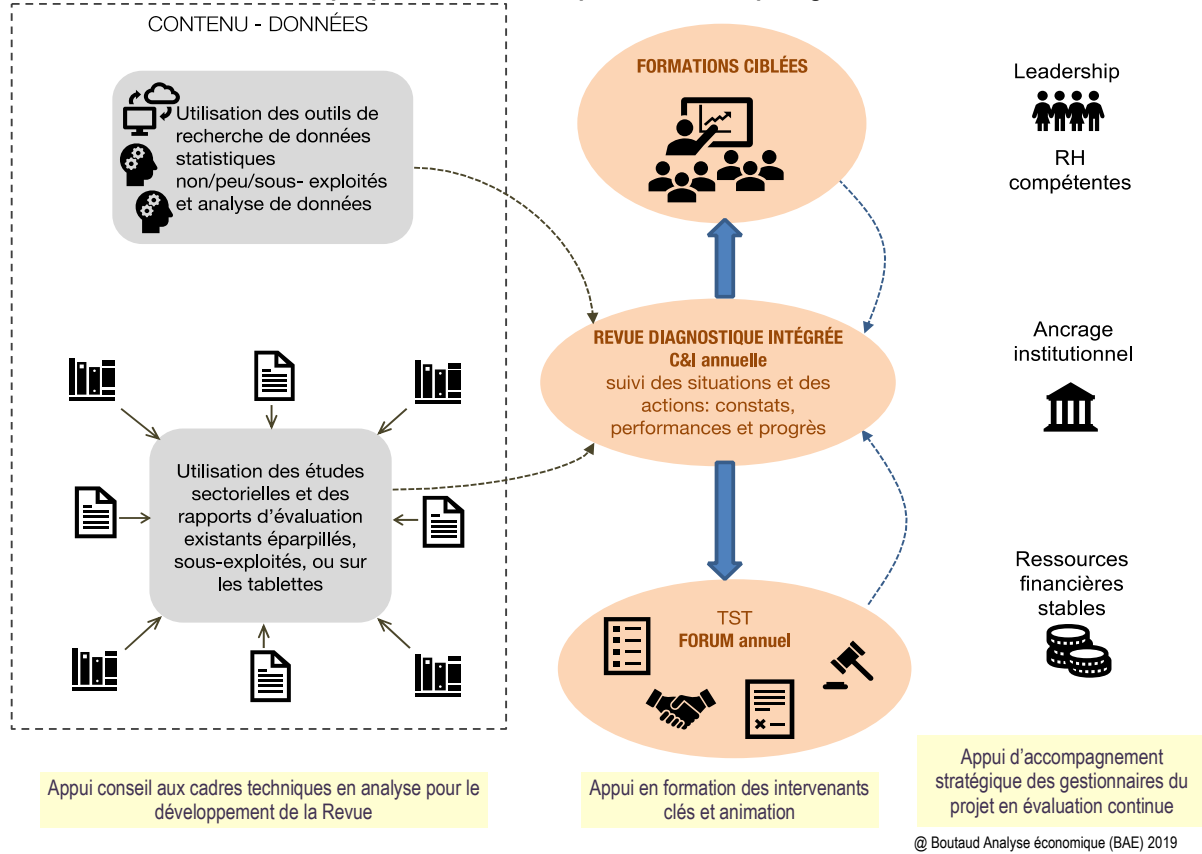 CONTENU - DONNÉES
Utilisation des outils de
recherche de données
statistiques
non/peu/sous- exploités
et analyse de données
Utilisation des études
sectorielles et des
rapports d'évaluation
existants éparpillés,
sous-exploités, ou sur
les tablettes
FORMATIONS CIBLÉES
REVUE DIAGNOSTIQUE INTÉGRÉE
C&I annuelle
suivi des situations et des
actions: constats,
performances et progrès
TST
FORUM annuel
Leadership
RH
compétentes
Ancrage
institutionnel
Ressources
financières
stables
Appui conseil aux cadres techniques en analyse pour le
développement de la Revue
Appui en formation des intervenants
clés et animation
Appui d'accompagnement
stratégique des gestionnaires du
projet en évaluation continue
@ Boutaud Analyse économique (BAE) 2019